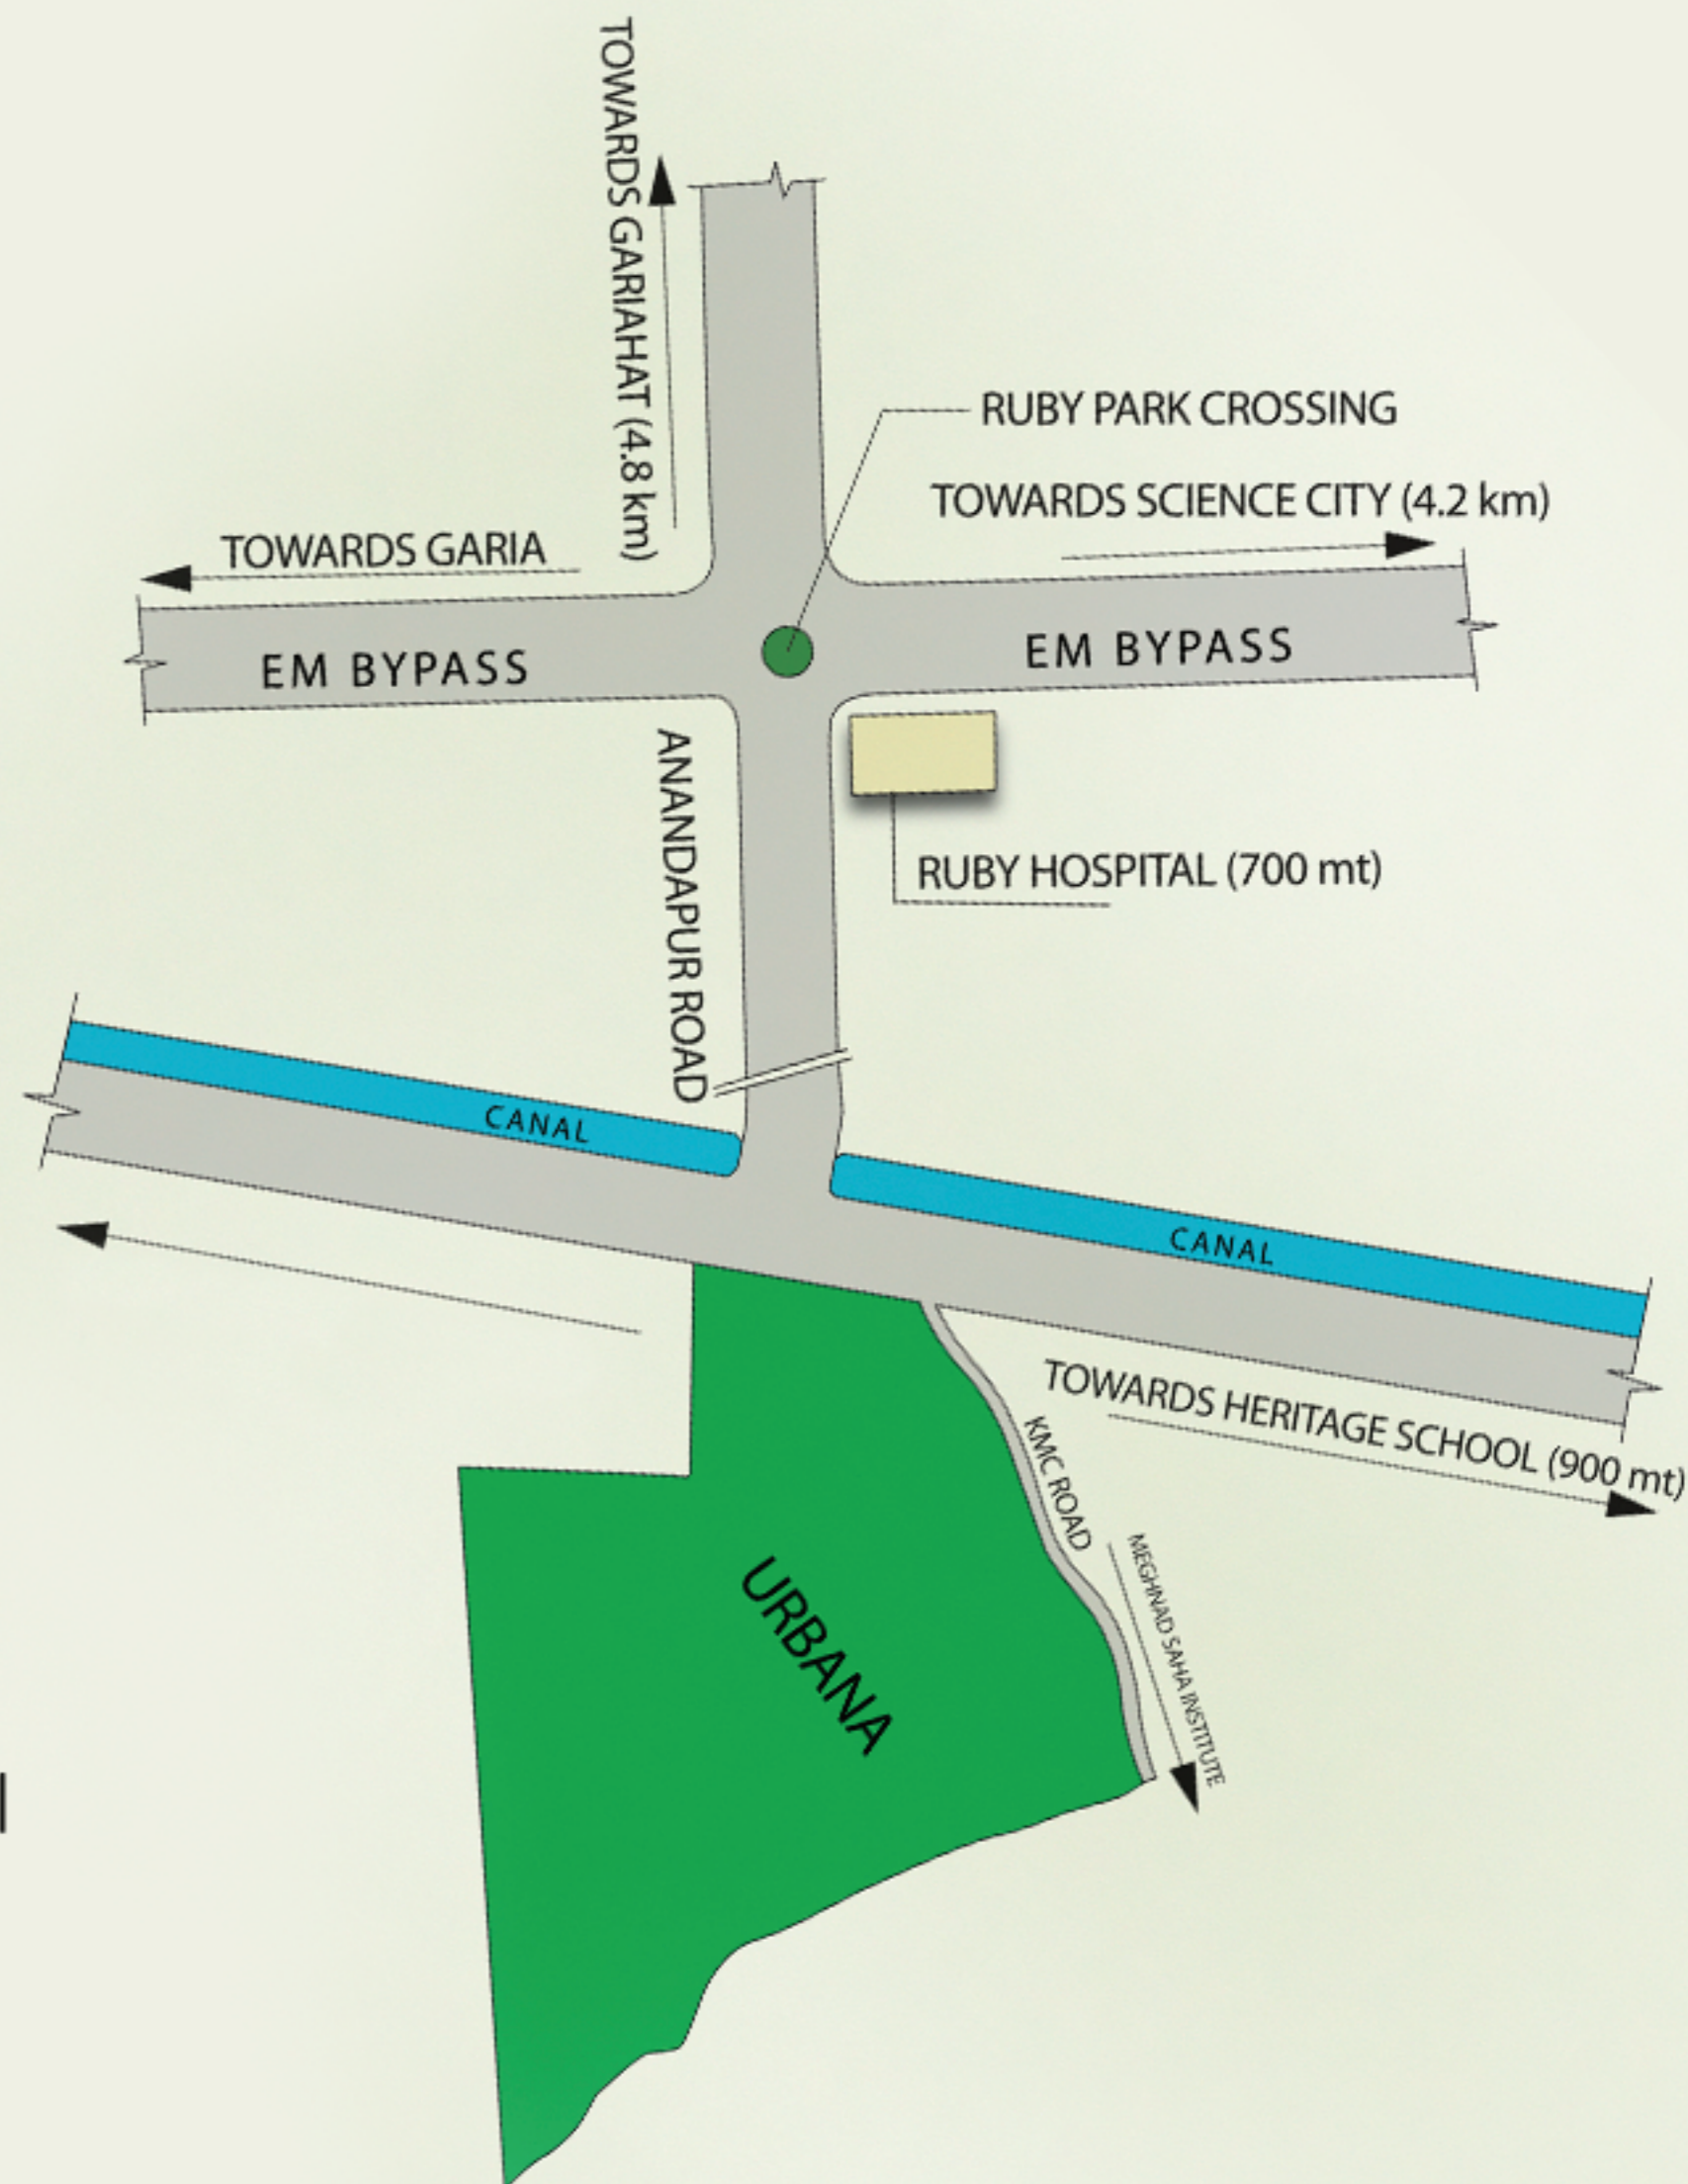 TOWARDS GARIAHAT (4.8 km)
RUBY PARK CROSSING
TOWARDS SCIENCE CITY (4.2 km)
TOWARDS GARIA
EM BYPASS
EM BYPASS
ANANDAPUR ROAD
RUBY HOSPITAL (700 mt)
CANAL
CANAL
TOWARDS HERITAGE SCHOOL (900 mt)
KMC ROAD
MEGHNAD SAHA INSTITUTE
URBANA